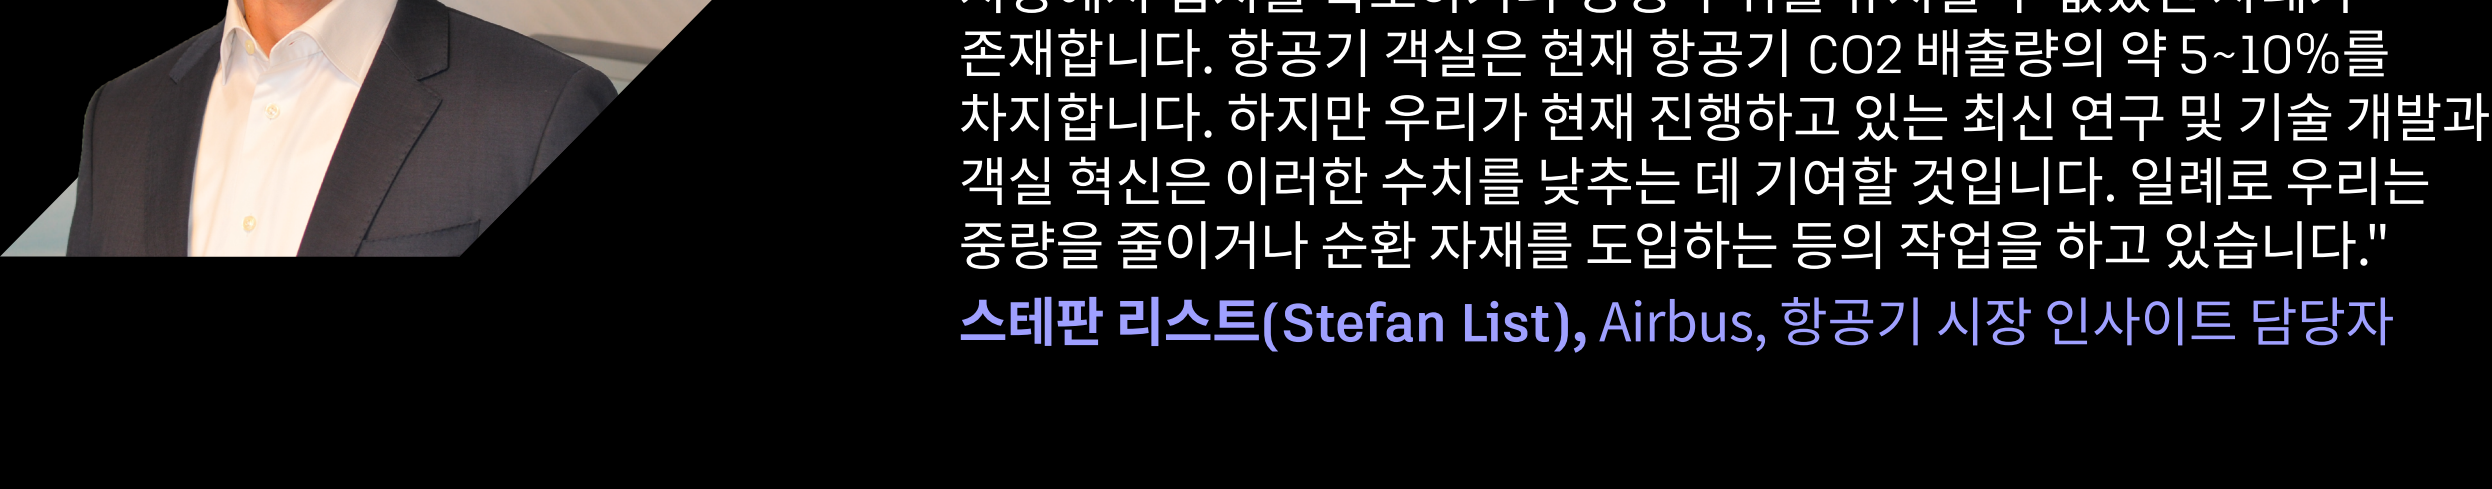 존재합니다. 항공기 객실은 현재 항공기 CO2 배출량의 약 5~10%를
차지합니다. 하지만 우리가 현재 진행하고 있는 최신 연구 및 기술 개발과
객실 혁신은 이러한 수치를 낮추는 데 기여할 것입니다. 일례로 우리는
중량을 줄이거나 순환 자재를 도입하는 등의 작업을 하고 있습니다."
스테판 리스트(Stefan List), Airbus, 항공기 시장 인사이트 담당자